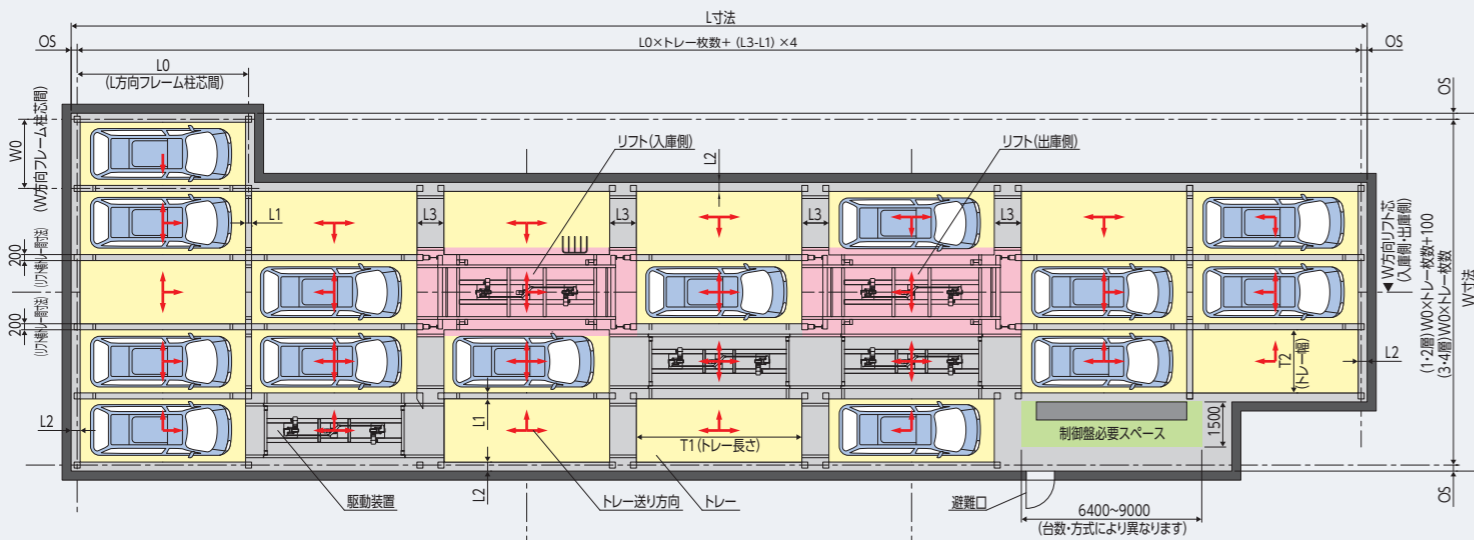 L寸法
OS
L0×トレー枚数+ (L3-L1) ×4
OS
L0
(L方向フレーム柱芯間)
OS
W0
(W方向フレーム柱芯間)
リフト(入庫側)
L2
リフト(出庫側)
L1
L3
L3
L3
L3
200
200
▼W方向リフト芯
(入庫側・出庫側)
(1・2層)W0×トレー枚数+100
(3・4層)W0×トレー枚数
W寸法
T2
(トレー幅)
L2
L2
L1
T1(トレー長さ)
制御盤必要スペース
1500
L2
OS
駆動装置
トレー送り方向
トレー
避難口
6400~9000
(台数・方式により異なります)